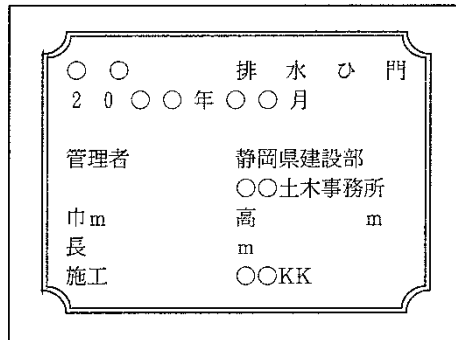 ○ ○ 排 水 ひ 門
2 0 ○ ○ 年 ○ ○ 月
管理者 静岡県建設部
○○土木事務所
巾m 高 m
長 m
施工 ○○KK